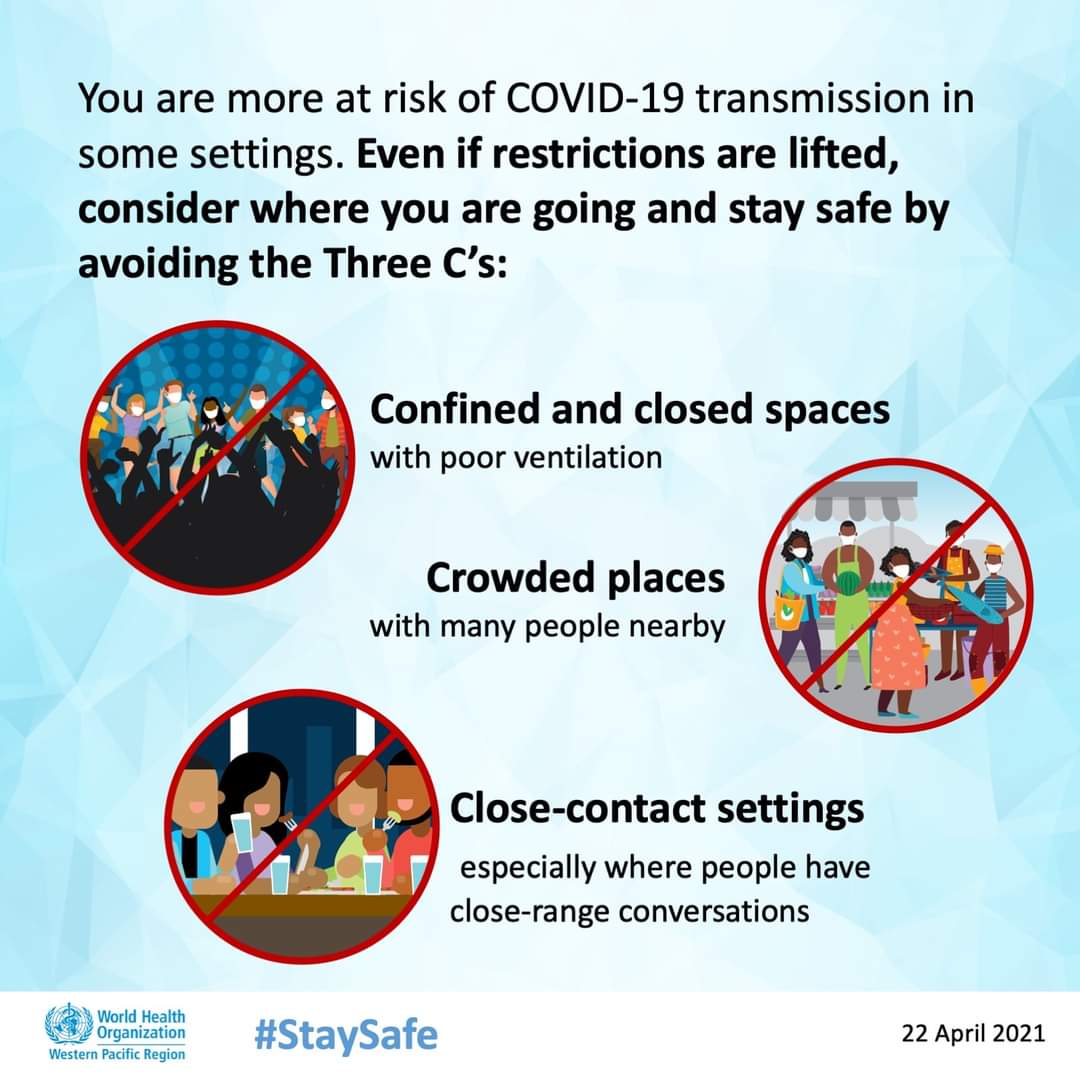 You are more at risk of COVID-19 transmission in
some settings. Even if restrictions are lifted,
consider where you are going and stay safe by
avoiding the Three C’s:
Confined and closed spaces
with poor ventilation
Crowded places
with many people nearby
Close-contact settings
especially where people have
close-range conversations
World Health
Organization
Western Pacific Region
#StaySafe
22 April 2021